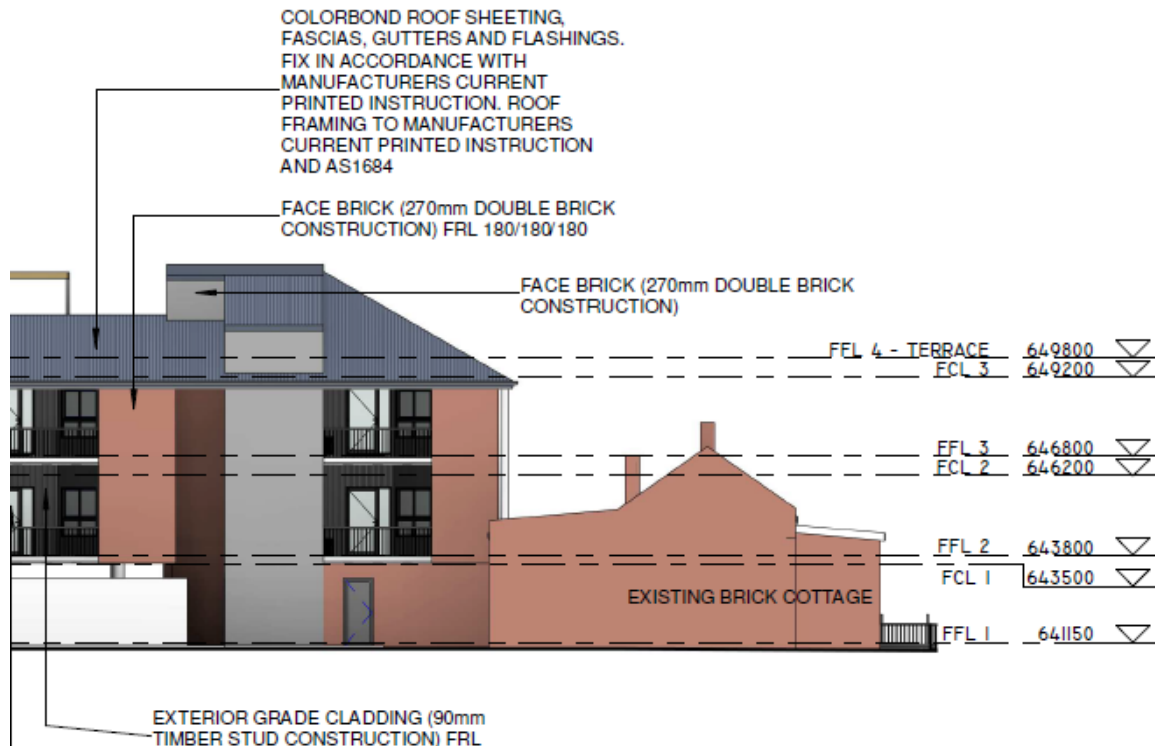 COLORBOND ROOF SHEETING,
FASCIAS, GUTTERS AND FLASHINGS.
FIX IN ACCORDANCE WITH
MANUFACTURERS CURRENT
PRINTED INSTRUCTION. ROOF
FRAMING TO MANUFACTURERS
CURRENT PRINTED INSTRUCTION
AND AS1684
FACE BRICK (270mm DOUBLE BRICK
CONSTRUCTION) FRL 180/180/180
FACE BRICK (270mm DOUBLE BRICK
CONSTRUCTION)
FFL 4 - TERRACE 649800
FCL 3 649200
FFL 3 646800
FCL 2 646200
FFL 2 643800
FCL 1 643500
EXISTING BRICK COTTAGE
FFL 1 641150
EXTERIOR GRADE CLADDING (90mm
TIMBER STUD CONSTRUCTION) FRL